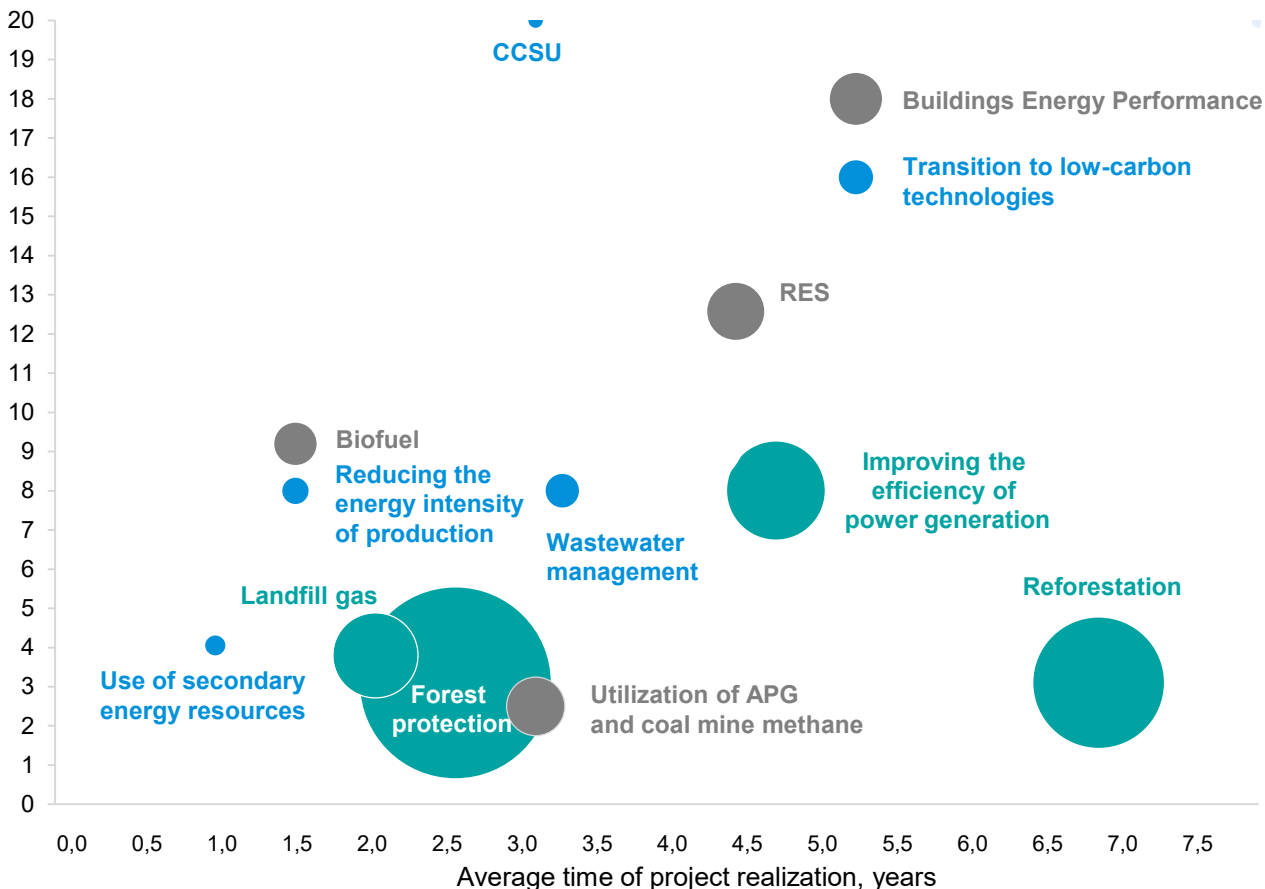 20
19
18
17
16
15
14
13
12
11
10
9
8
7
6
5
4
3
2
1
0
CCSU
Buildings Energy Performance
Transition to low-carbon
technologies
RES
Biofuel
Reducing the
energy intensity
of production
Improving the
efficiency of
power generation
Wastewater
management
Landfill gas
Reforestation
Use of secondary
energy resources
Forest
protection
Utilization of APG
and coal mine methane
0,0 0,5 1,0 1,5 2,0 2,5 3,0 3,5 4,0 4,5 5,0 5,5 6,0 6,5 7,0 7,5
Average time of project realization, years